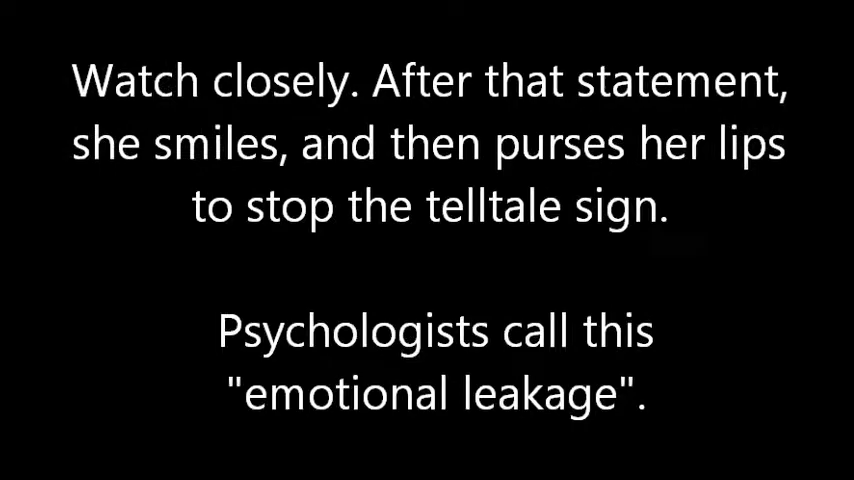 Watch closely. After that statement,
she smiles, and then purses her lips
to stop the telltale sign.
Psychologists call this
"emotional leakage".